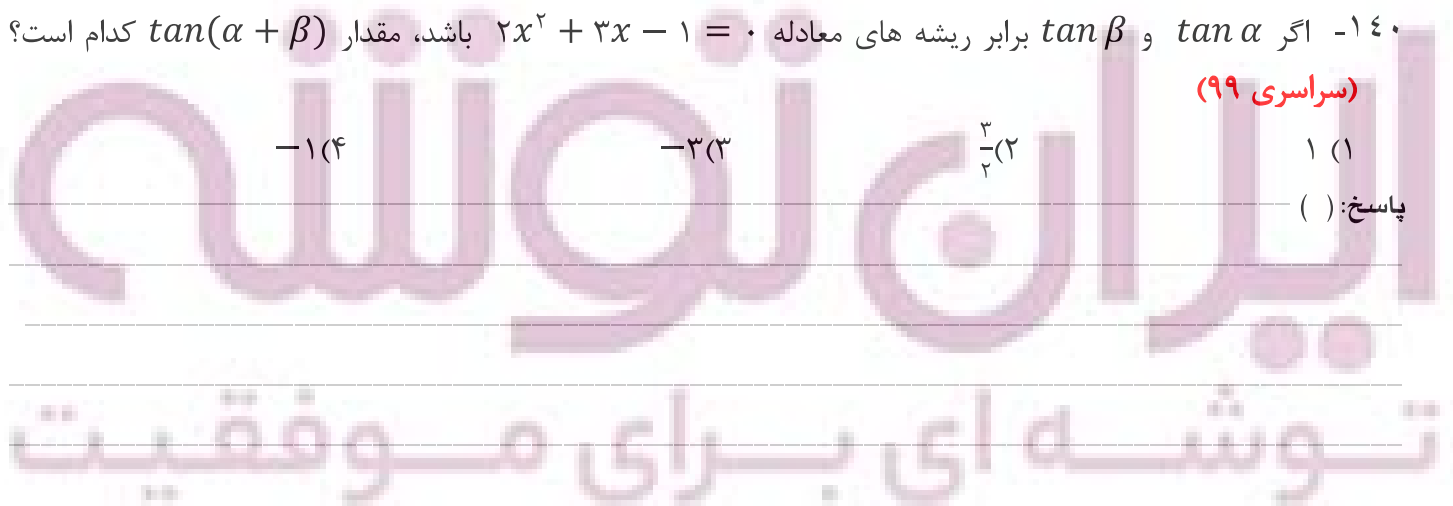 ۱۴۰- اگر tan α و tan β برابر ریشه های معادله ۲x² + ۳x − ۱ = ۰ باشد، مقدار tan(α + β) کدام است؟
(سراسری ۹۹)
۱) ۱ ۲) ۳/۲ ۳) −۳ ۴) −۱
پاسخ: ( )
ایران توشه
توشه ای برای موفقیت